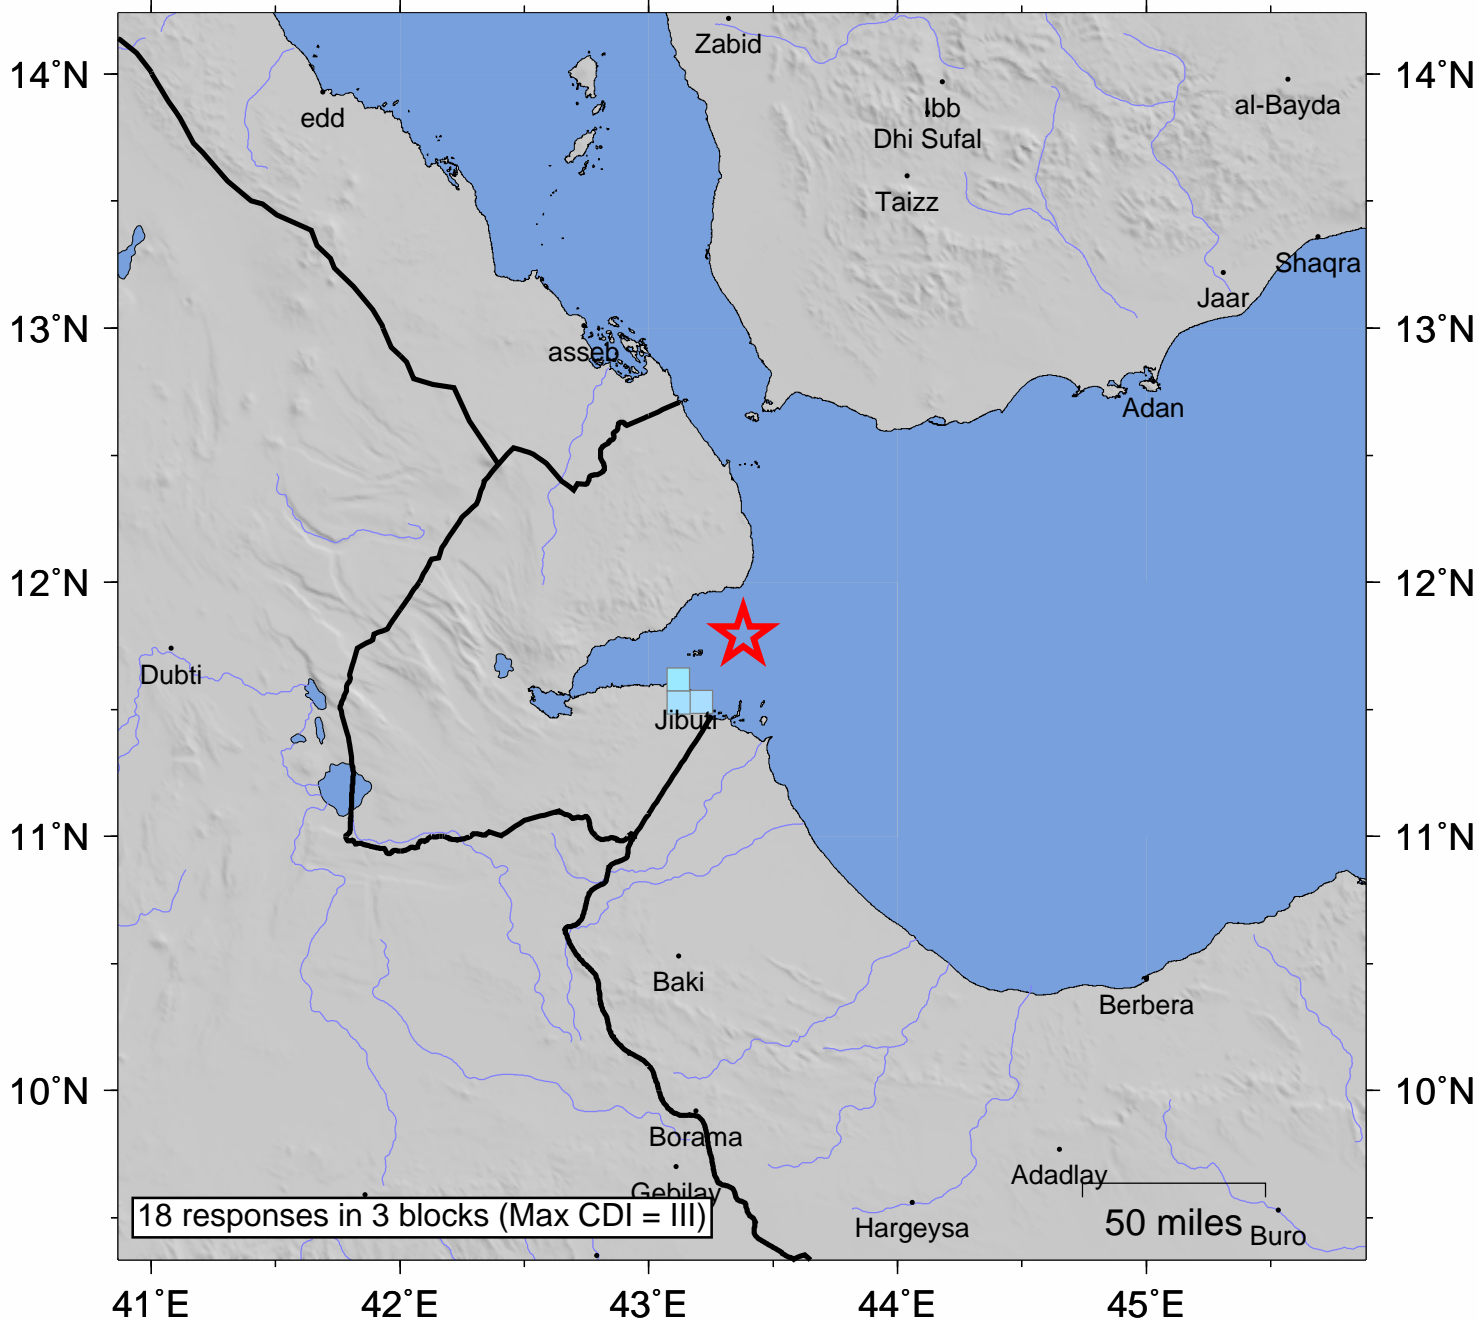 Zabid
14°N
14°N
Ibb
al-Bayda
edd
Dhi Sufal
Taizz
Shaqra
Jaar
13°N
13°N
asseb
Adan
12°N
12°N
Dubti
Jibuti
11°N
11°N
Baki
Berbera
10°N
10°N
Borama
Adadlay
Gebilay
18 responses in 3 blocks (Max CDI = III)
Hargeysa
50 miles
Buro
41°E
42°E
43°E
44°E
45°E